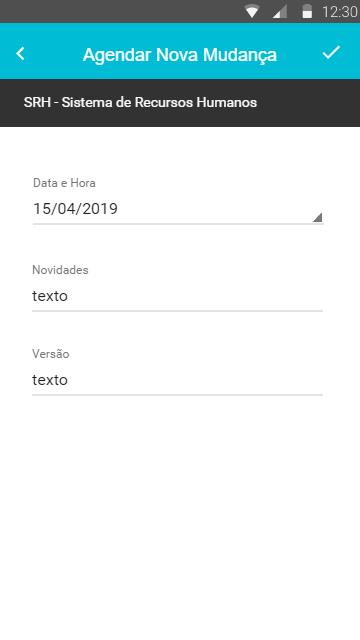 12:30
Agendar Nova Mudança
SRH - Sistema de Recursos Humanos
Data e Hora
15/04/2019
Novidades
texto
Versão
texto